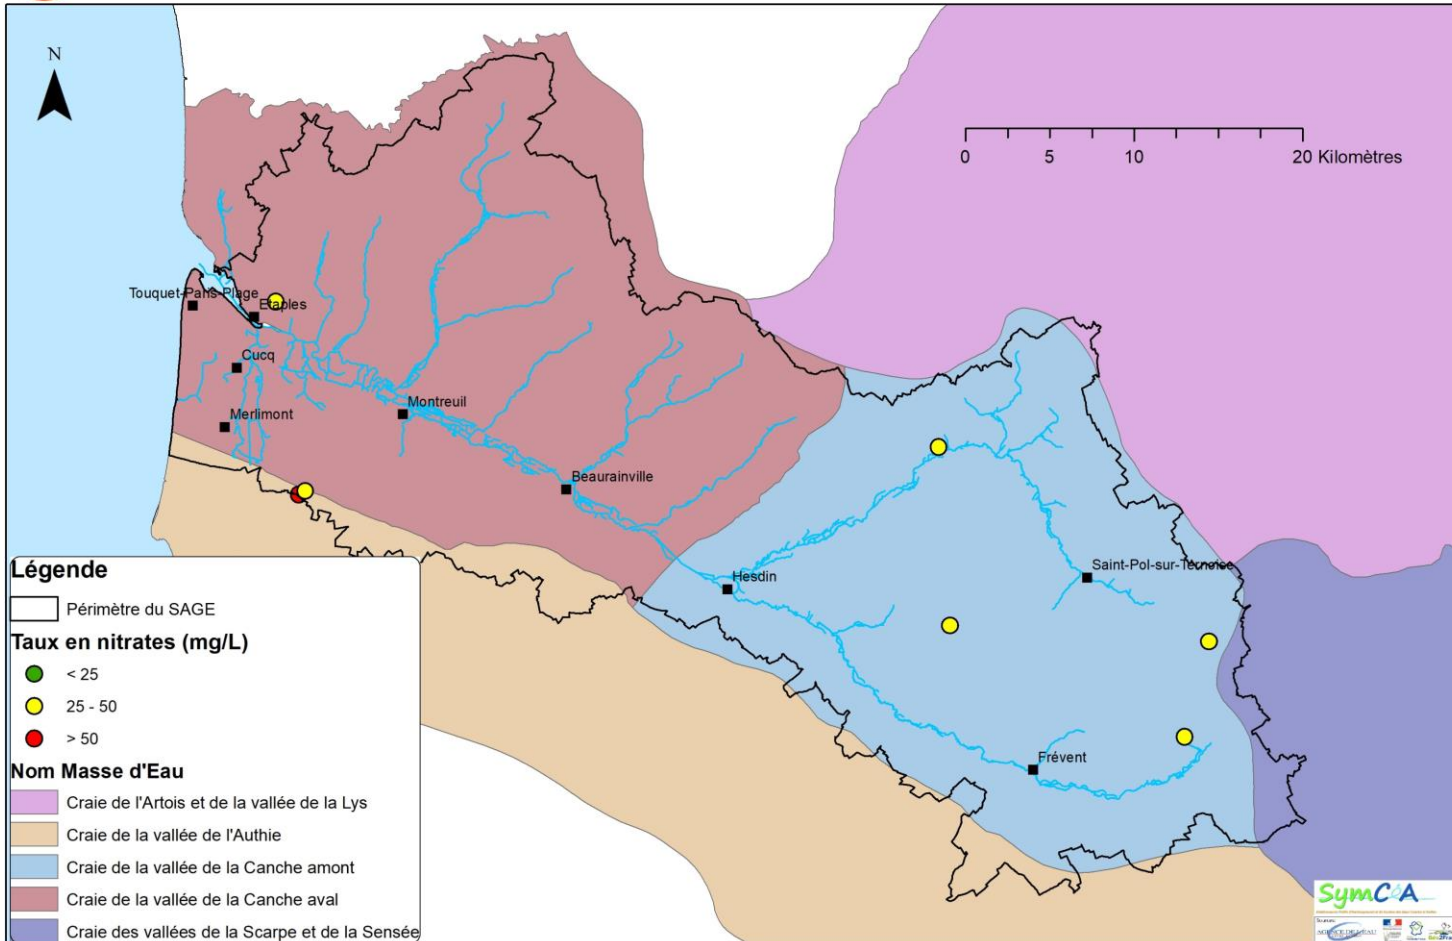 N
0 5 10 20 Kilomètres
Touquet-Paris-Plage
Etaples
Cucq
Merlimont
Montreuil
Beaurainville
Hesdin
Saint-Pol-sur-Ternoise
Frévent
Légende
Périmètre du SAGE
Taux en nitrates (mg/L)
< 25
25 - 50
> 50
Nom Masse d'Eau
Craie de l'Artois et de la vallée de la Lys
Craie de la vallée de l'Authie
Craie de la vallée de la Canche amont
Craie de la vallée de la Canche aval
Craie des vallées de la Scarpe et de la Sensée
SymCéA
AGENCE DE L'EAU